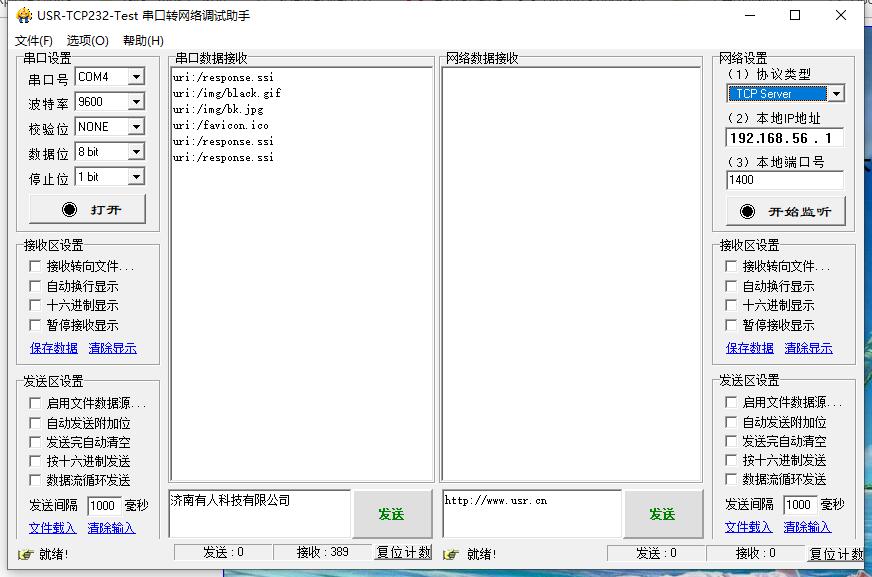 USR-TCP232-Test 串口转网络调试助手
文件(F) 选项(O) 帮助(H)
串口设置
串口号 COM4
波特率 9600
校验位 NONE
数据位 8 bit
停止位 1 bit
打开
接收区设置
接收转向文件...
自动换行显示
十六进制显示
暂停接收显示
保存数据 清除显示
发送区设置
启用文件数据源...
自动发送附加位
发送完自动清空
按十六进制发送
数据流循环发送
发送间隔 1000 毫秒
文件载入 清除输入
就绪!
串口数据接收
uri:/response.ssi
uri:/img/black.gif
uri:/img/bk.jpg
uri:/favicon.ico
uri:/response.ssi
uri:/response.ssi
济南有人科技有限公司
发送
发送 : 0 接收 : 389 复位计数
网络数据接收
http://www.usr.cn
发送
就绪!
发送 : 0 接收 : 0 复位计数
网络设置
(1) 协议类型
TCP Server
(2) 本地IP地址
192.168.56 . 1
(3) 本地端口号
1400
开始监听
接收区设置
接收转向文件...
自动换行显示
十六进制显示
暂停接收显示
保存数据 清除显示
发送区设置
启用文件数据源...
自动发送附加位
发送完自动清空
按十六进制发送
数据流循环发送
发送间隔 1000 毫秒
文件载入 清除输入